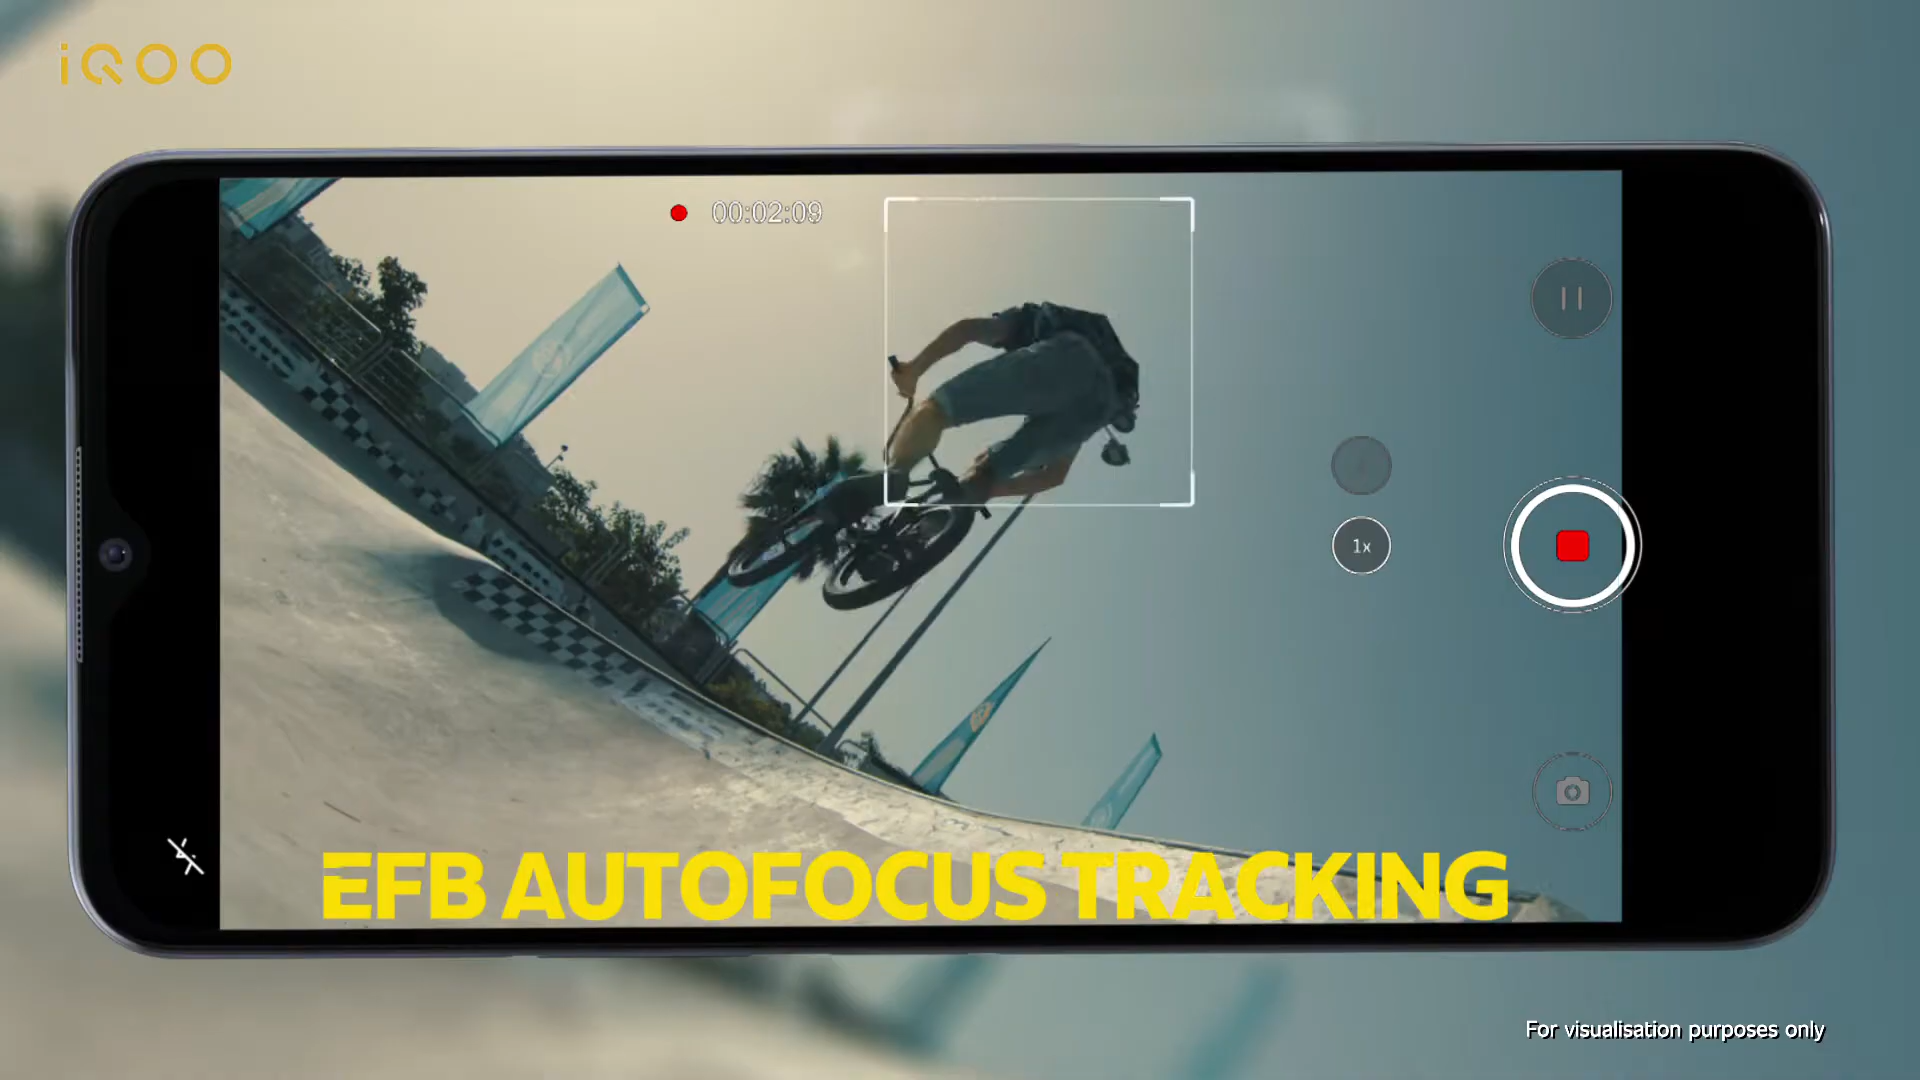 iQOO
00:02:09
1x
EFB AUTOFOCUS TRACKING
For visualisation purposes only